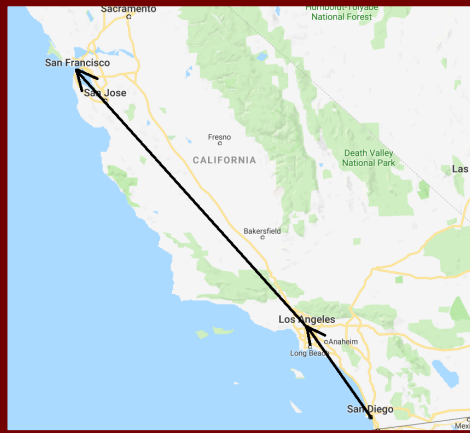 Sacramento
Humboldt-Toiyabe
National Forest
San Francisco
San Jose
Fresno
CALIFORNIA
Death Valley
National Park
Las
Bakersfield
Los Angeles
Anaheim
Long Beach
San Diego
Mex